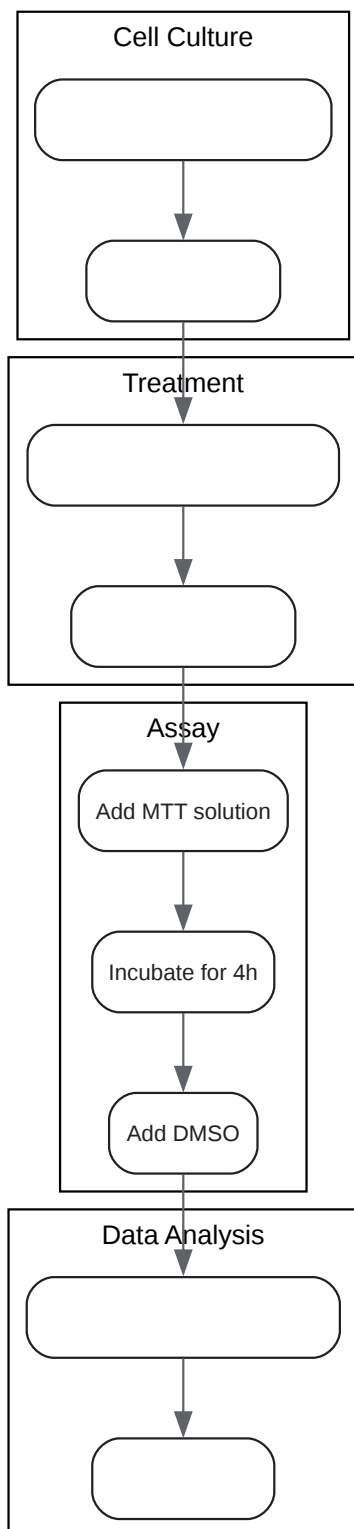 Cell Culture
Treatment
Assay
Add MTT solution
Incubate for 4h
Add DMSO
Data Analysis